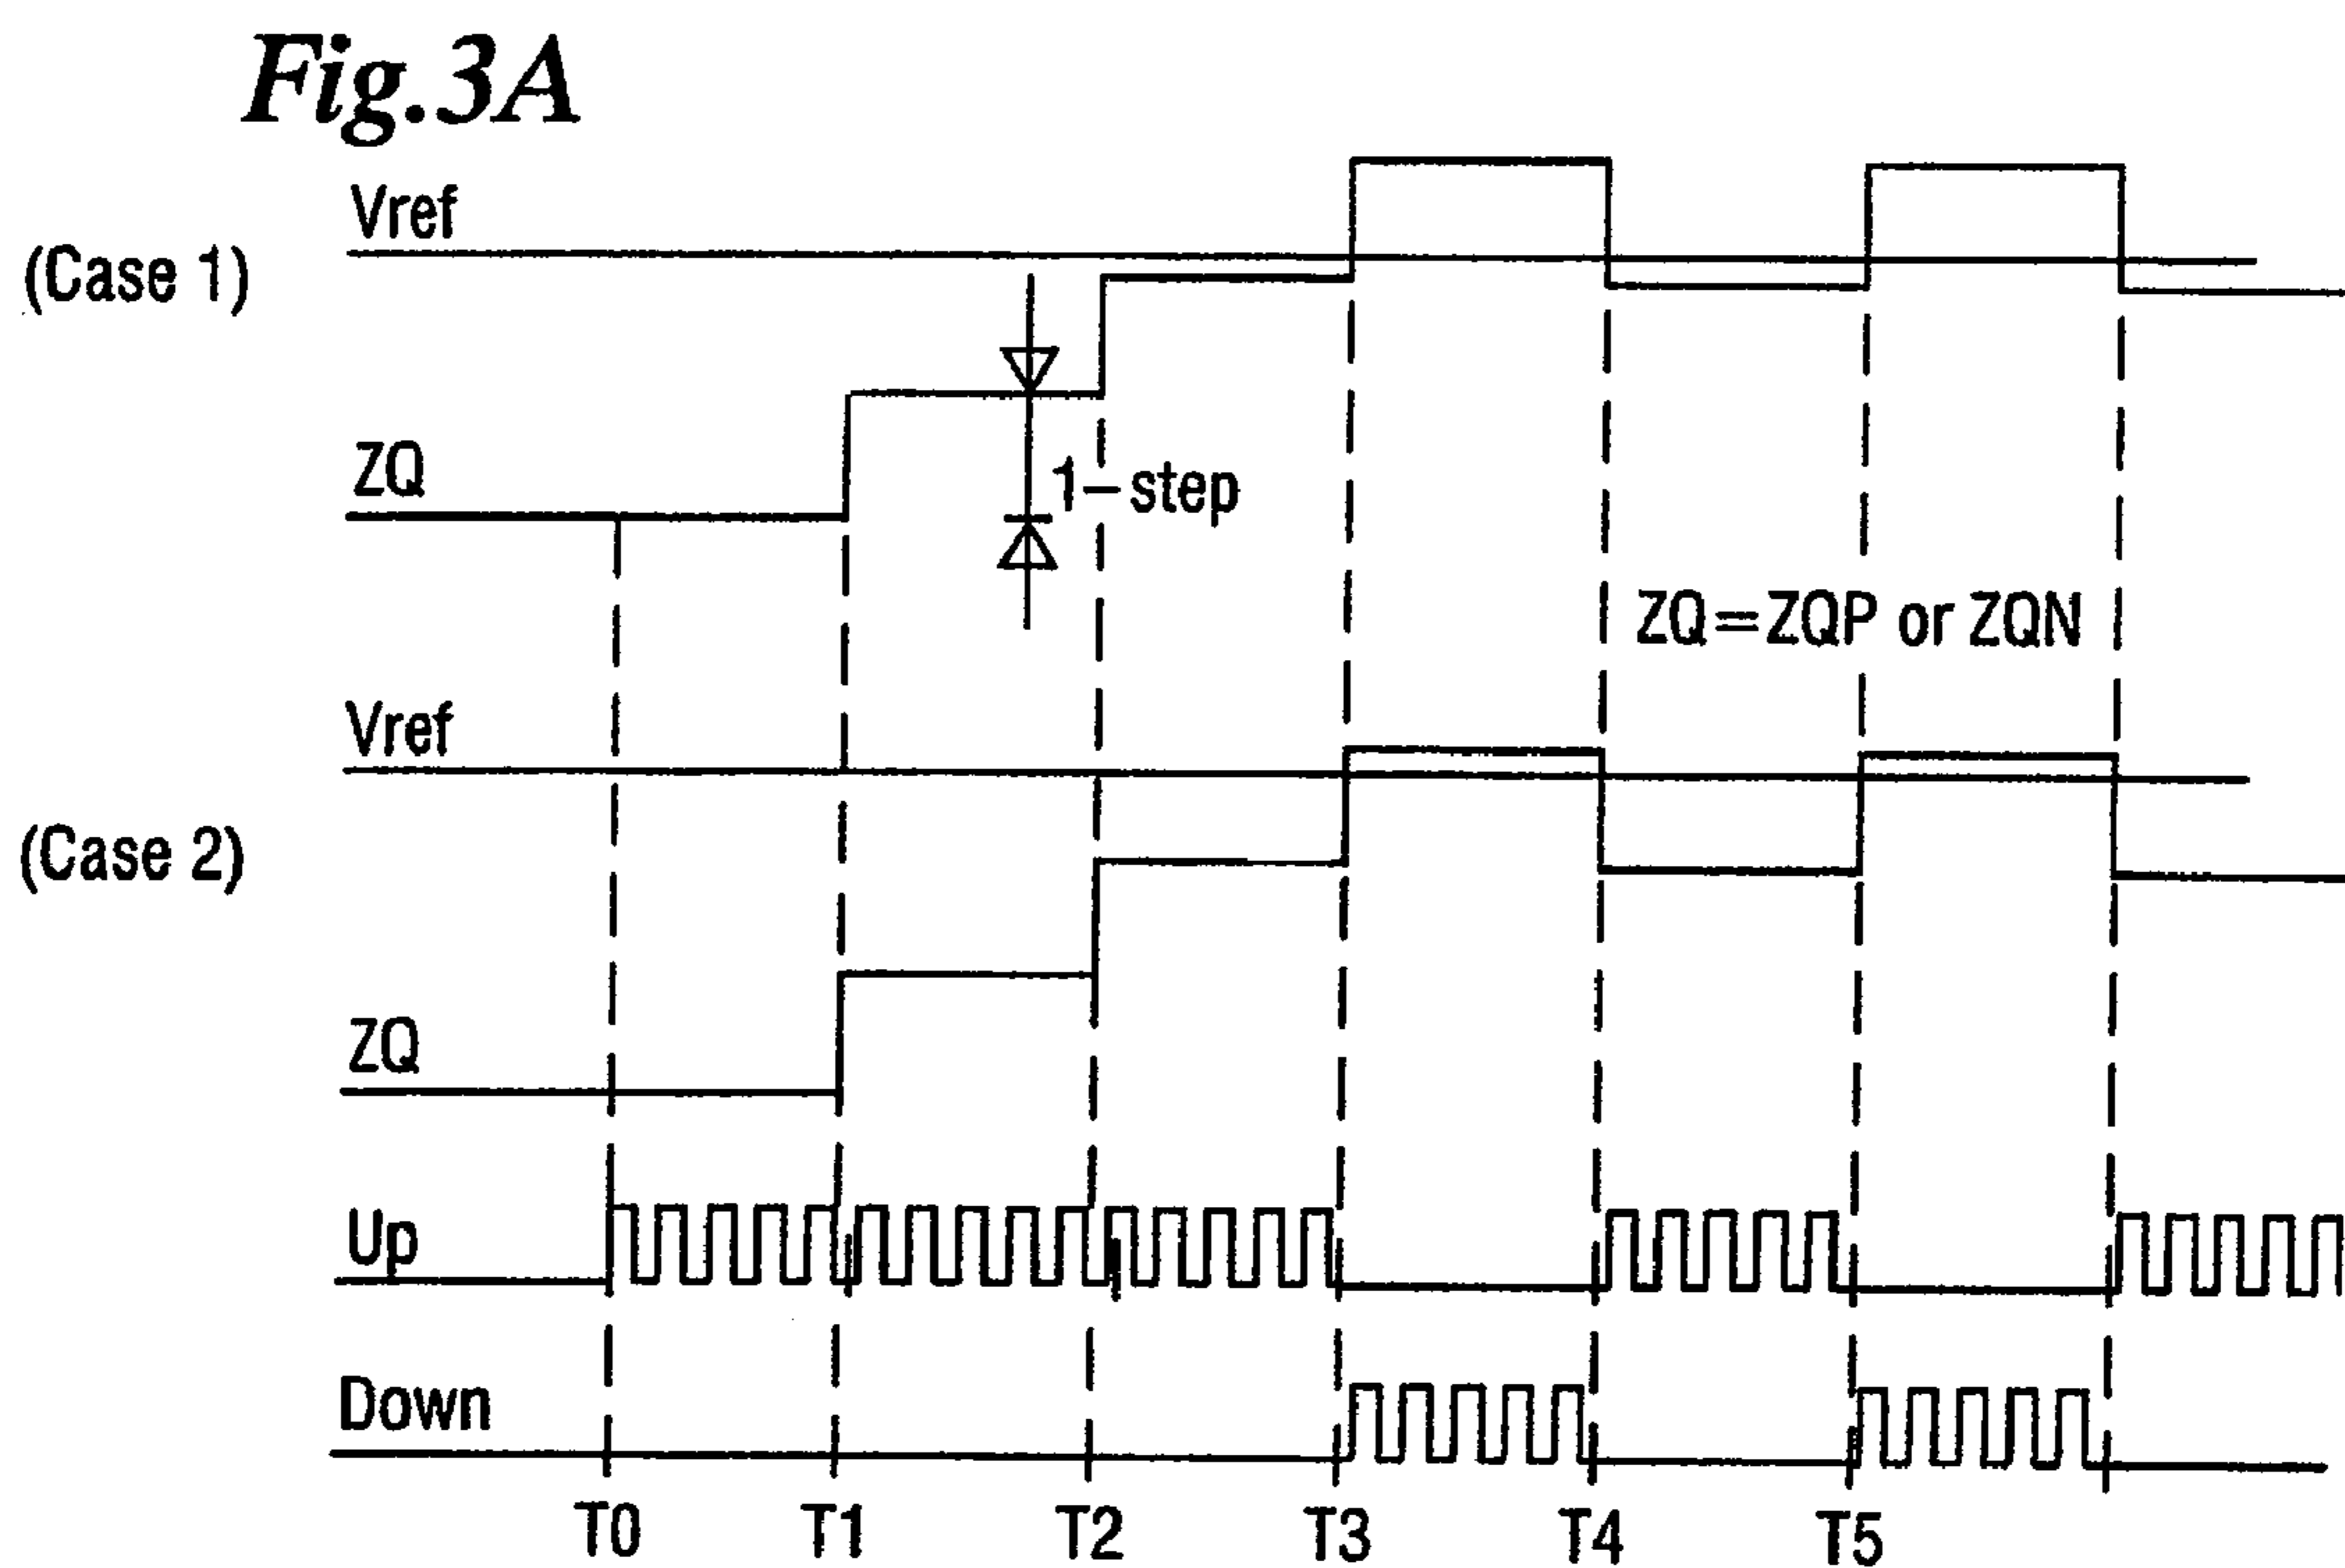 Fig.3A
Vref
(Case 1)
ZQ
1-step
ZQ=ZQP or ZQN
Vref
(Case 2)
ZQ
Up
Down
T0 T1 T2 T3 T4 T5